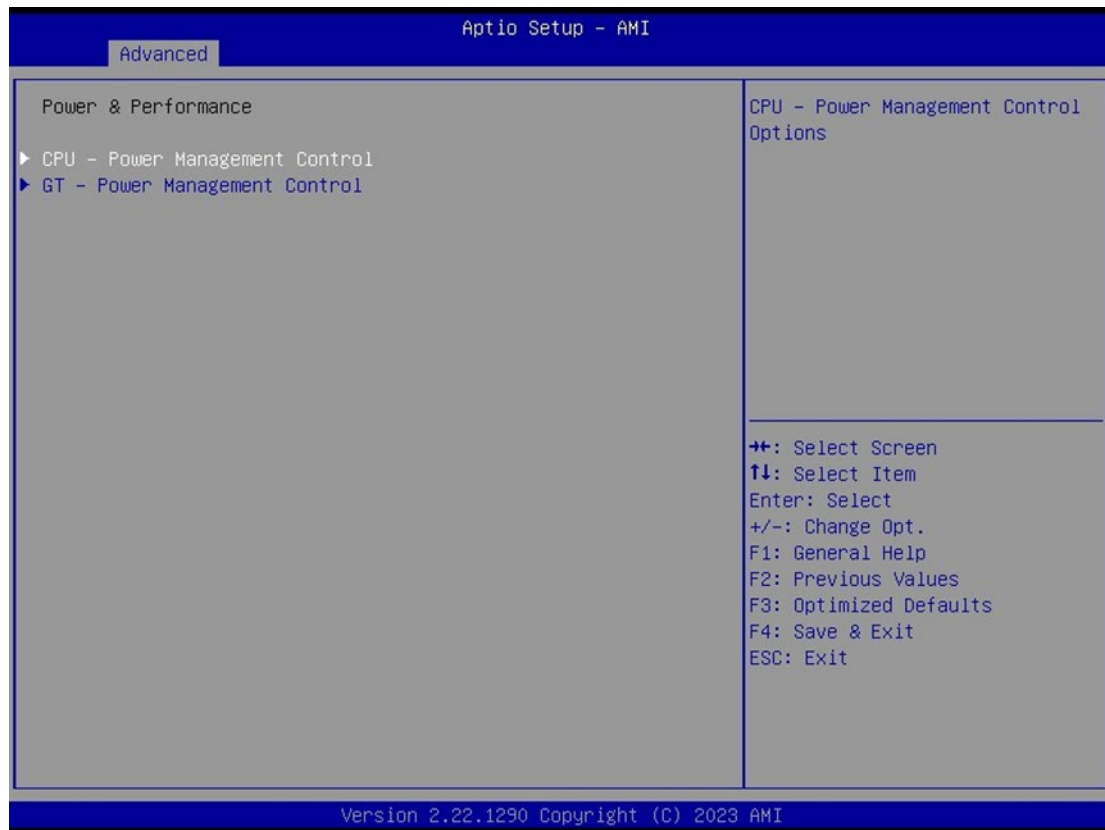 Aptio Setup – AMI
Advanced
Power & Performance
CPU – Power Management Control
GT – Power Management Control
CPU – Power Management Control
Options
→←: Select Screen
↑↓: Select Item
Enter: Select
+/-: Change Opt.
F1: General Help
F2: Previous Values
F3: Optimized Defaults
F4: Save & Exit
ESC: Exit
Version 2.22.1290 Copyright (C) 2023 AMI